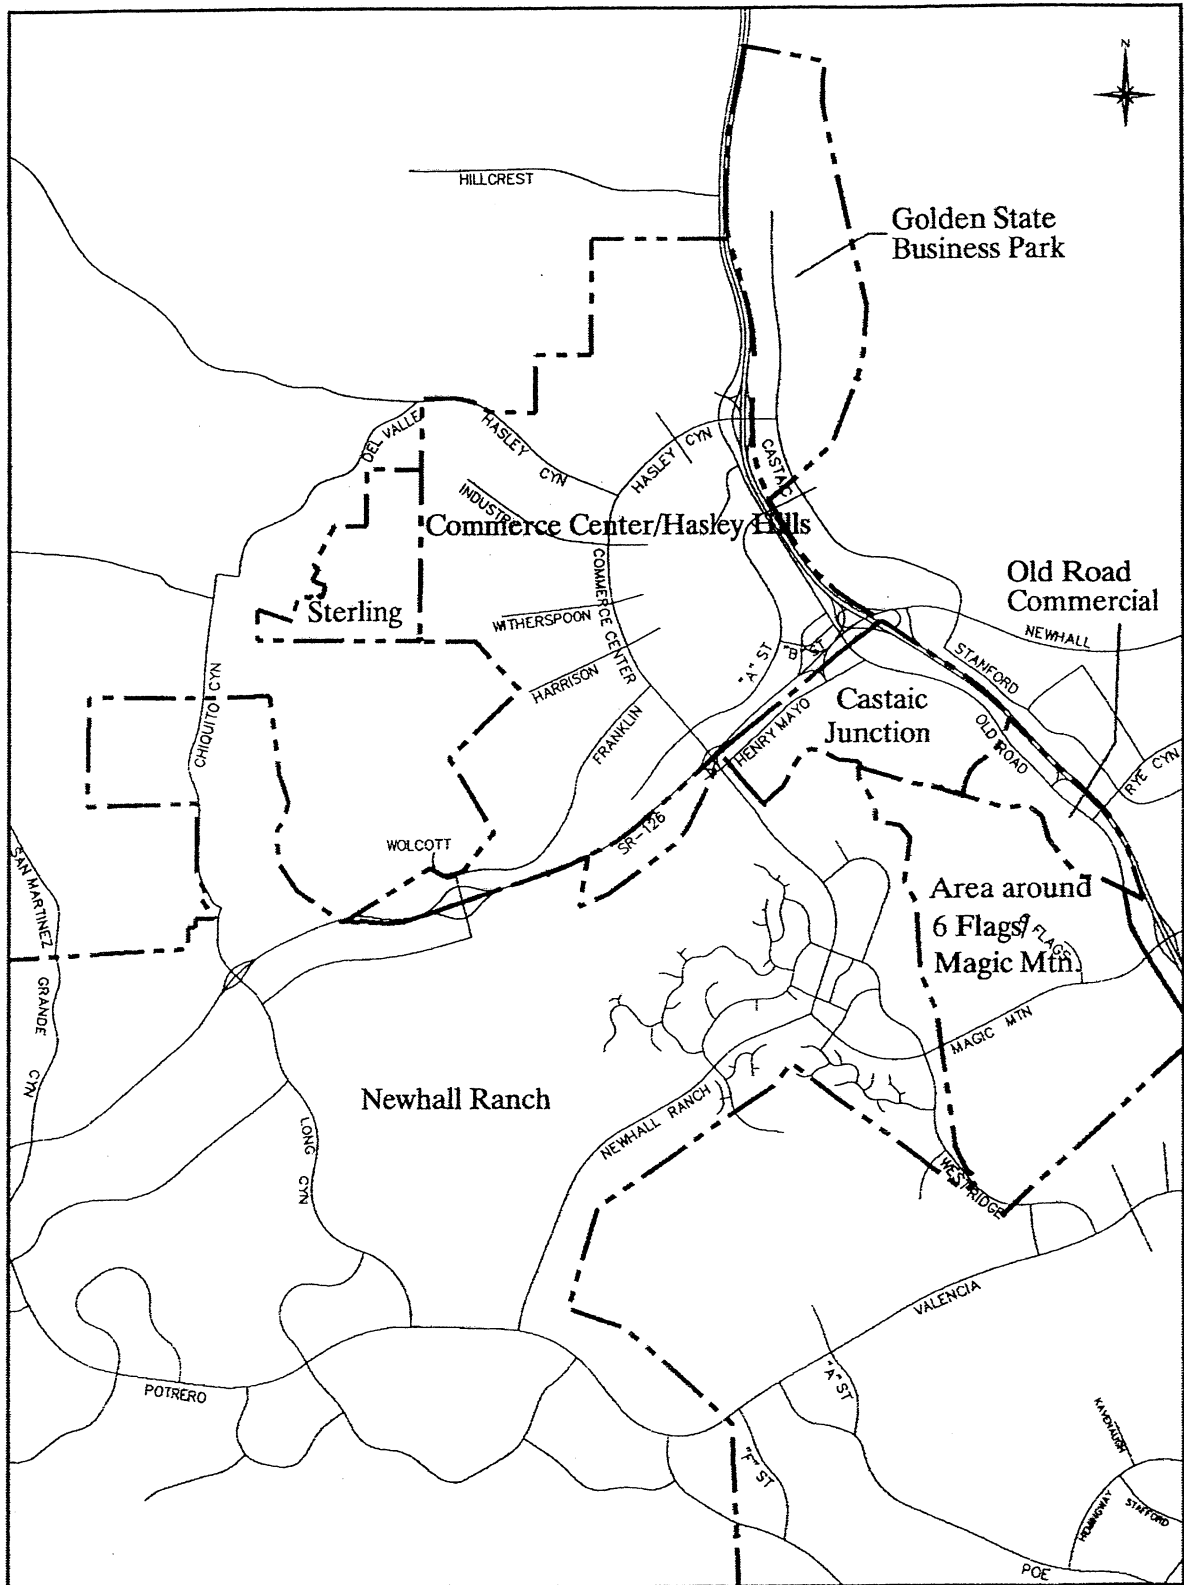 N
HILLCREST
Golden State
Business Park
DEL VALLE
HASLEY CYN
HASLEY CYN
CASTAIC
INDUSTRY
Commerce Center/Hasley Hills
COMMERCE CENTER
Old Road
Commercial
Sterling
WITHERSPOON
NEWHALL
"A" ST
"B" ST
STANFORD
HARRISON
CHIQUITO CYN
Castaic
Junction
FRANKLIN
HENRY MAYO
OLD ROAD
RYE CYN
SR-126
WOLCOTT
SAN MARTINEZ GRANDE CYN
Area around
6 Flags/
Magic Mtn.
6 FLAGS
MAGIC MTN
Newhall Ranch
NEWHALL RANCH
LONG CYN
WESTRIDGE
VALENCIA
POTRERO
"A" ST
KAVENAUGH
"F" ST
HEMINGWAY
STAFFORD
POE